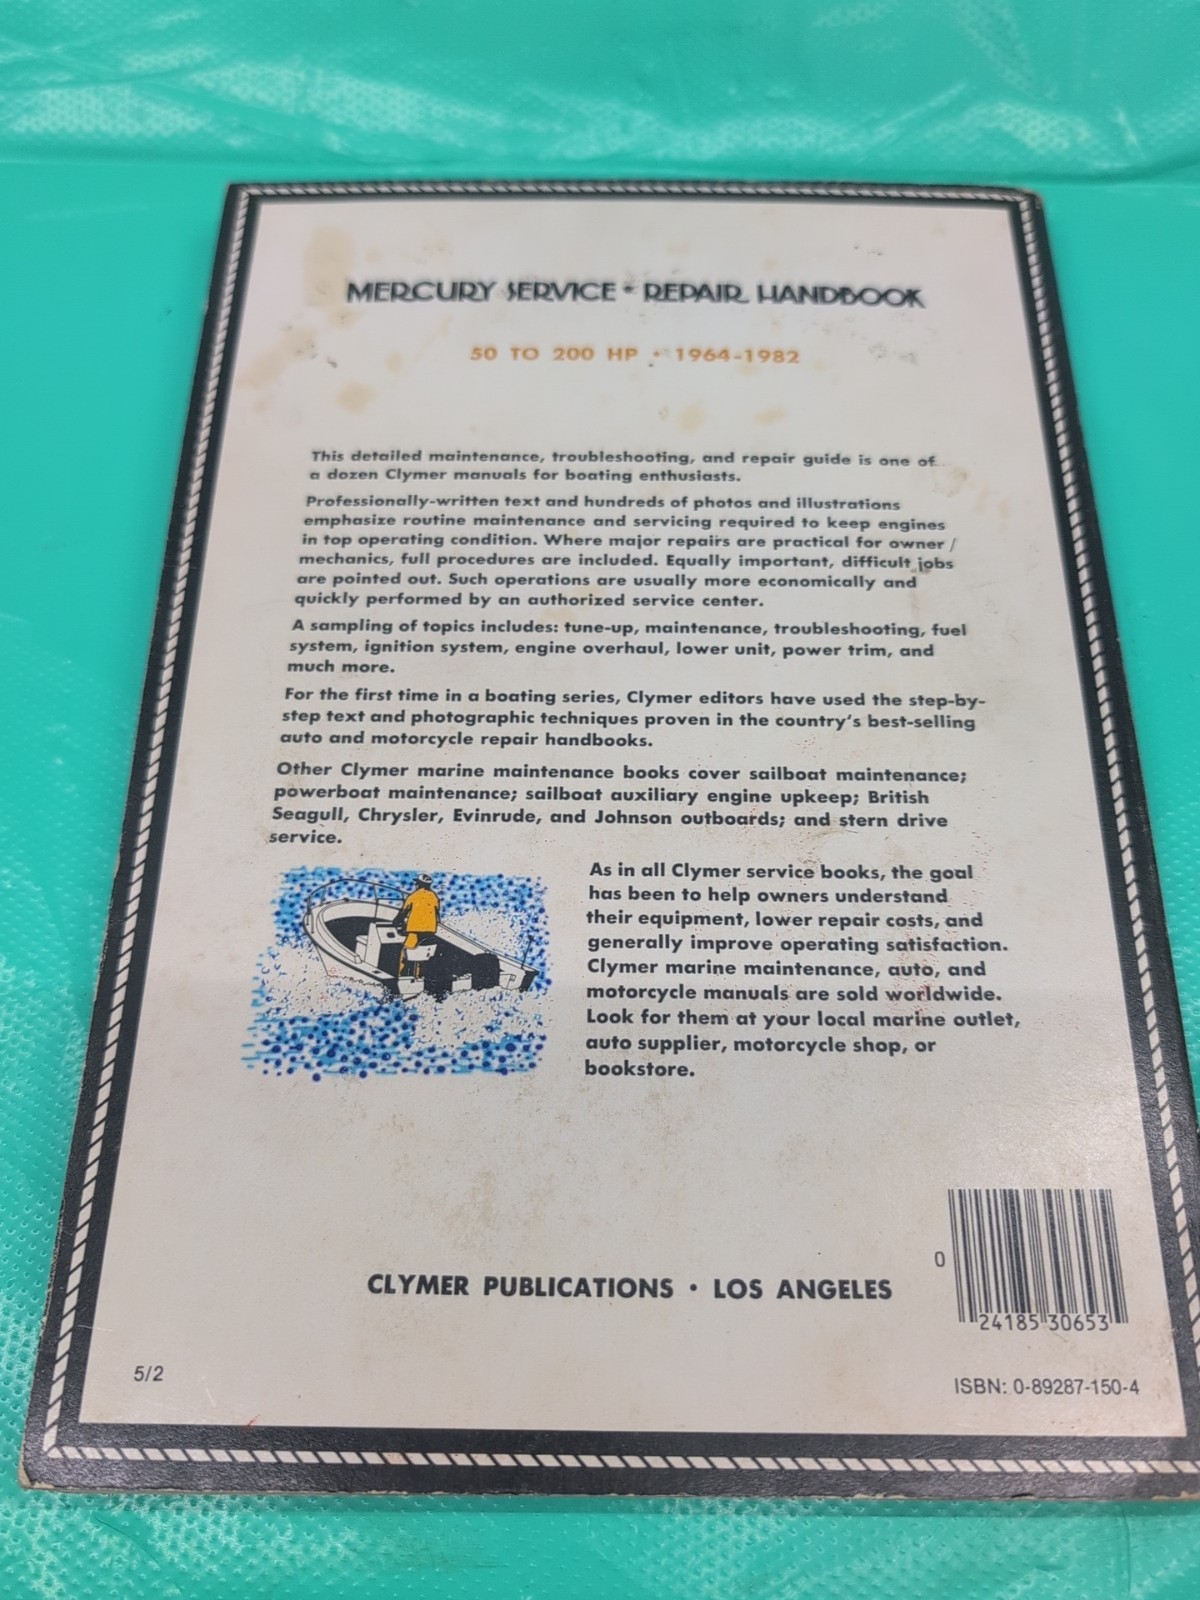 MERCURY SERVICE • REPAIR HANDBOOK
50 TO 200 HP • 1964-1982
This detailed maintenance, troubleshooting, and repair guide is one of
a dozen Clymer manuals for boating enthusiasts.
Professionally-written text and hundreds of photos and illustrations
emphasize routine maintenance and servicing required to keep engines
in top operating condition. Where major repairs are practical for owner/
mechanics, full procedures are included. Equally important, difficult jobs
are pointed out. Such operations are usually more economically and
quickly performed by an authorized service center.
A sampling of topics includes: tune-up, maintenance, troubleshooting, fuel
system, ignition system, engine overhaul, lower unit, power trim, and
much more.
For the first time in a boating series, Clymer editors have used the step-by-
step text and photographic techniques proven in the country's best-selling
auto and motorcycle repair handbooks.
Other Clymer marine maintenance books cover sailboat maintenance;
powerboat maintenance; sailboat auxiliary engine upkeep; British
Seagull, Chrysler, Evinrude, and Johnson outboards; and stern drive
service.
As in all Clymer service books, the goal
has been to help owners understand
their equipment, lower repair costs, and
generally improve operating satisfaction.
Clymer marine maintenance, auto, and
motorcycle manuals are sold worldwide.
Look for them at your local marine outlet,
auto supplier, motorcycle shop, or
bookstore.
CLYMER PUBLICATIONS • LOS ANGELES
0 24185 30653
5/2
ISBN: 0-89287-150-4